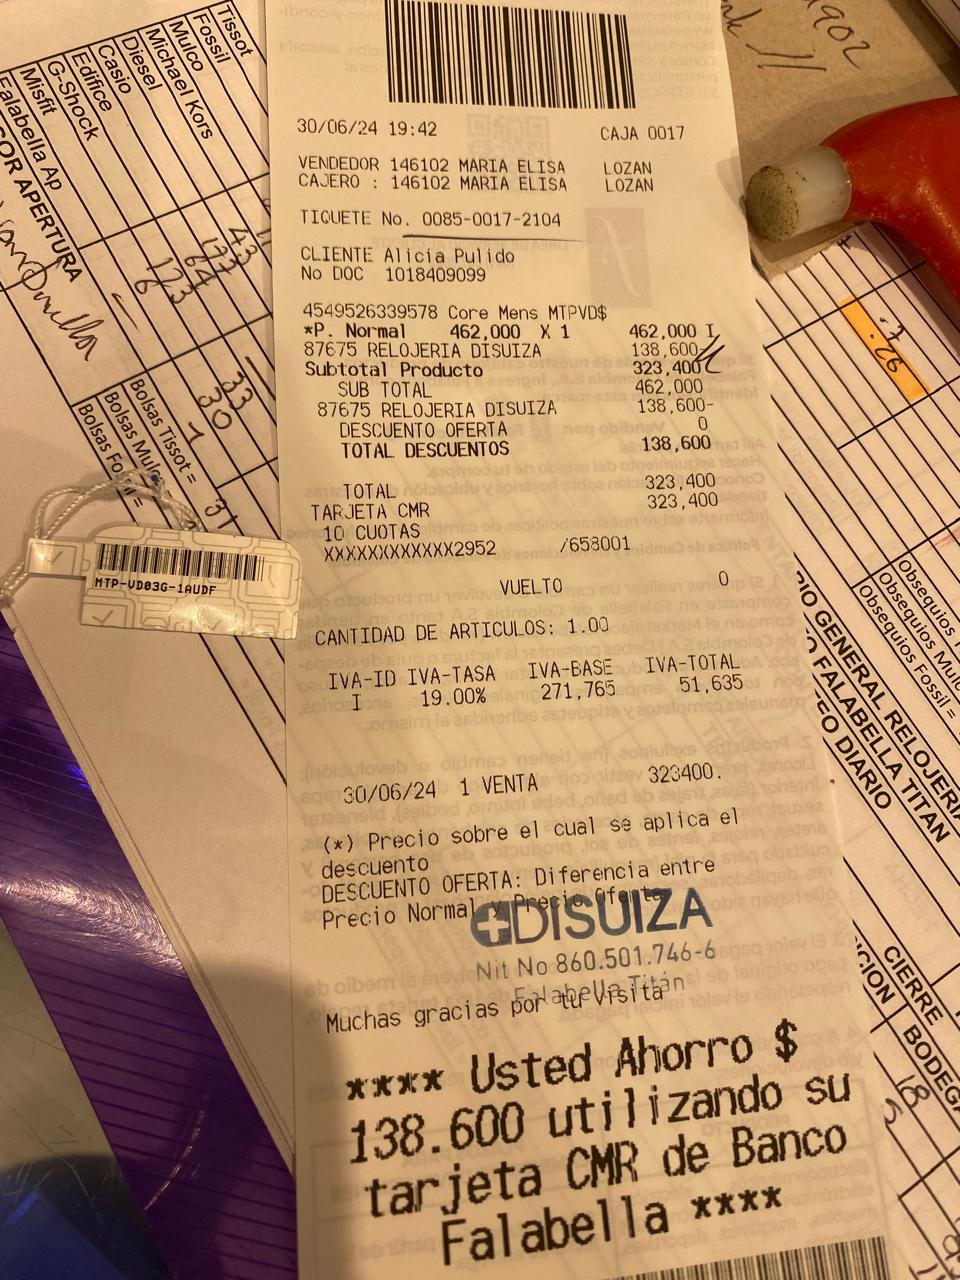 30/06/24 19:42 CAJA 0017
VENDEDOR 146102 MARIA ELISA LOZAN
CAJERO : 146102 MARIA ELISA LOZAN
TIQUETE No. 0085-0017-2104
CLIENTE Alicia Pulido
No DOC 1018409099
4549526339578 Core Mens MTPVD$
*P. Normal 462,000 X 1 462,000 I
87675 RELOJERIA DISUIZA 138,600-
Subtotal Producto 323,400
SUB TOTAL 462,000
87675 RELOJERIA DISUIZA 138,600-
DESCUENTO OFERTA 0
TOTAL DESCUENTOS 138,600
TOTAL 323,400
TARJETA CMR 323,400
10 CUOTAS
XXXXXXXXXXXX2952 /658001
VUELTO 0
CANTIDAD DE ARTICULOS: 1.00
IVA-ID IVA-TASA IVA-BASE IVA-TOTAL
I 19.00% 271,765 51,635
30/06/24 1 VENTA 323400.
(*) Precio sobre el cual se aplica el
descuento
DESCUENTO OFERTA: Diferencia entre
Precio Normal y Precio Oferta
DISUIZA
Nit No 860.501.746-6
Falabella Titán
Muchas gracias por tu Visita
**** Usted Ahorro $
138.600 utilizando su
tarjeta CMR de Banco
Falabella ****
MTP-VD03G-1AUDF
Tissot 43
Fossil
Mulco
Michael Kors
Diesel
Casio
Edifice
G-Shock
Misfit
Falabella Ap
OR APERTURA
Bolsas Tissot =
Bolsas Mulco
Bolsas Fossil =
Obsequios
Obsequios Mulc
Obsequios Fossil =
RIO GENERAL RELOJERIA
O FALABELLA TITAN
TEO DIARIO
CIERRE
BODEGA
CION
18
5